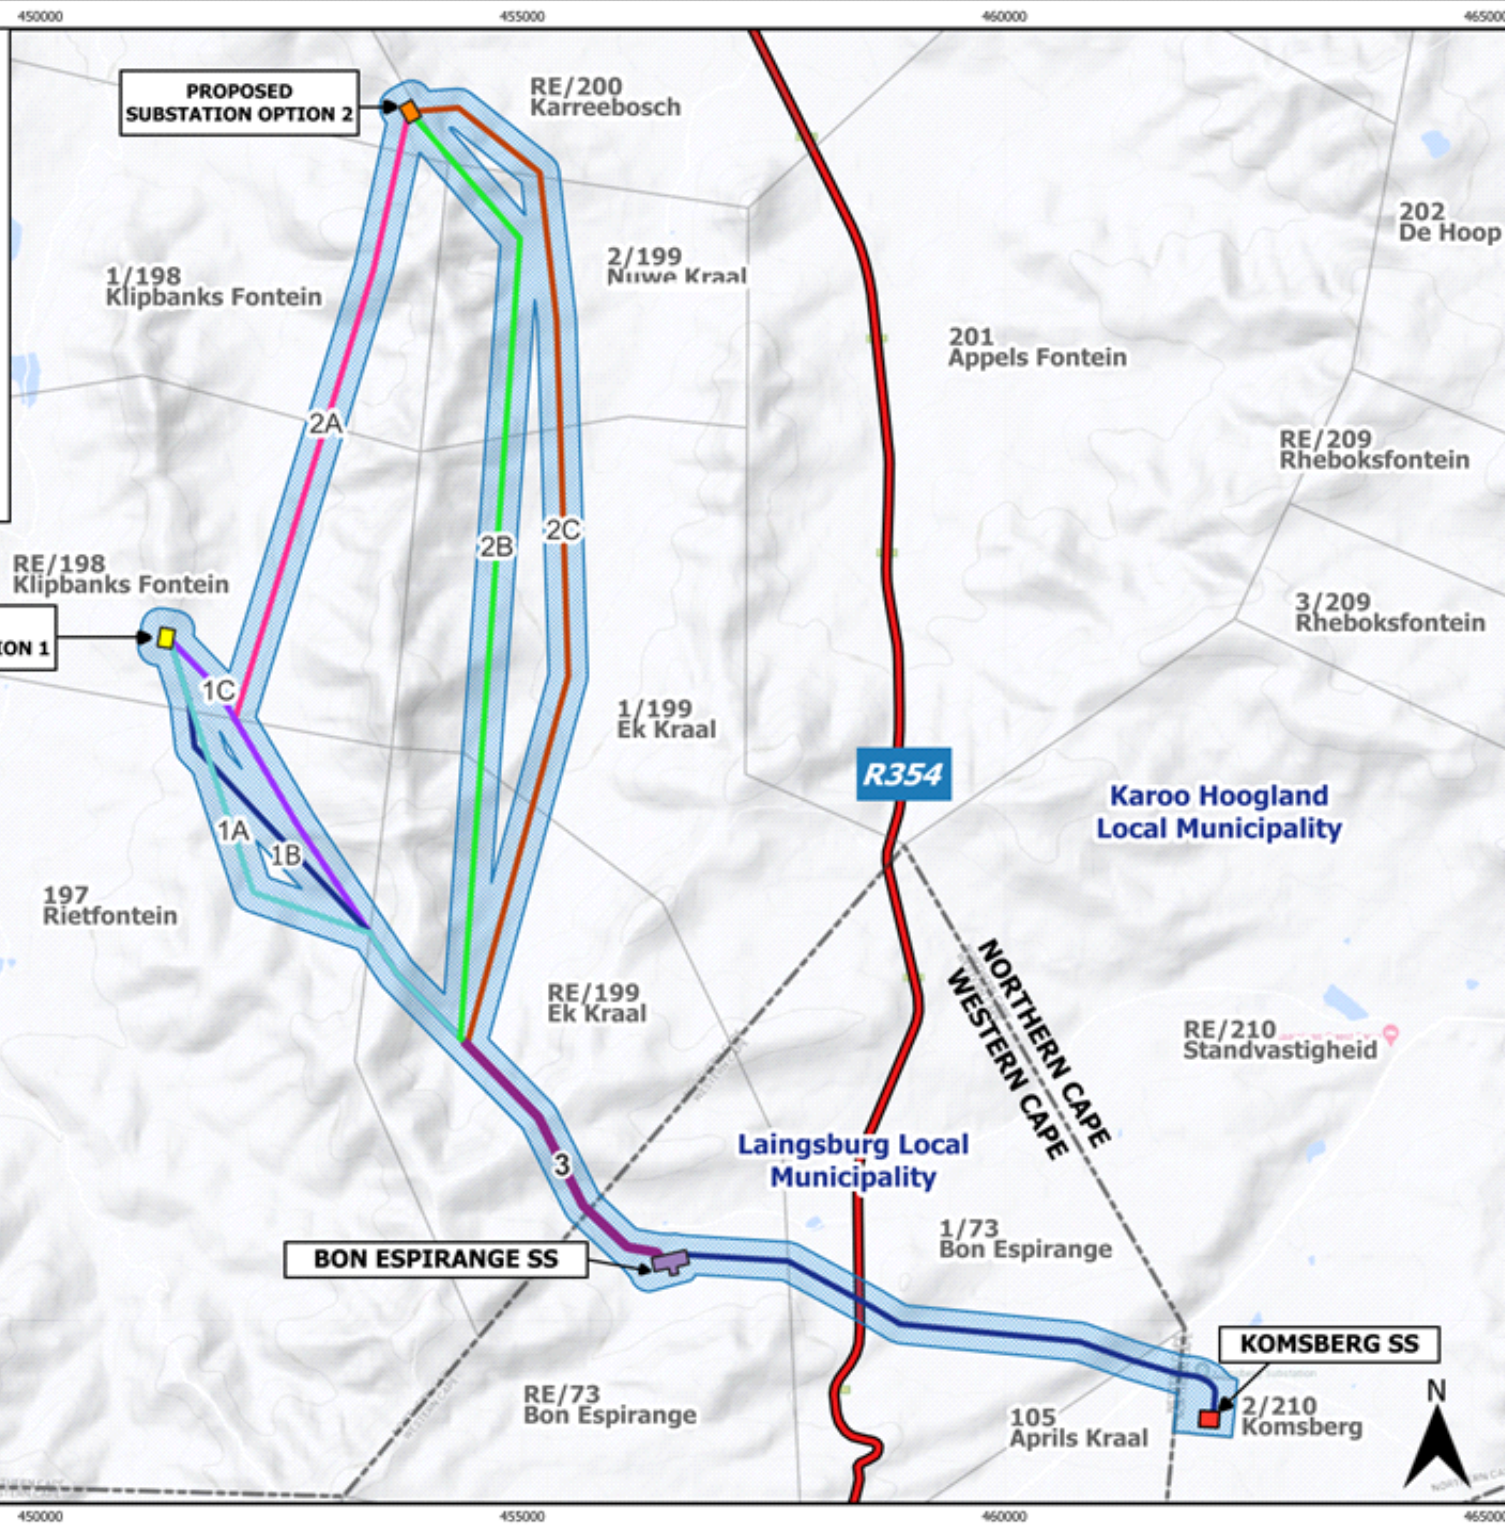 450000
455000
460000
PROPOSED
SUBSTATION OPTION 2
RE/200
Karreebosch
202
De Hoop
2/199
Nuwe Kraal
1/198
Klipbanks Fontein
201
Appels Fontein
2A
RE/209
Rheboksfontein
2B
2C
RE/198
Klipbanks Fontein
3/209
Rheboksfontein
ION 1
1C
1/199
Ek Kraal
R354
Karoo Hoogland
Local Municipality
1A
1B
197
Rietfontein
NORTHERN CAPE
WESTERN CAPE
RE/199
Ek Kraal
RE/210
Standvastigheid
Laingsburg Local
Municipality
3
1/73
Bon Espirange
BON ESPIRANGE SS
KOMSBERG SS
RE/73
Bon Espirange
105
Aprils Kraal
2/210
Komsberg
N
450000
455000
460000